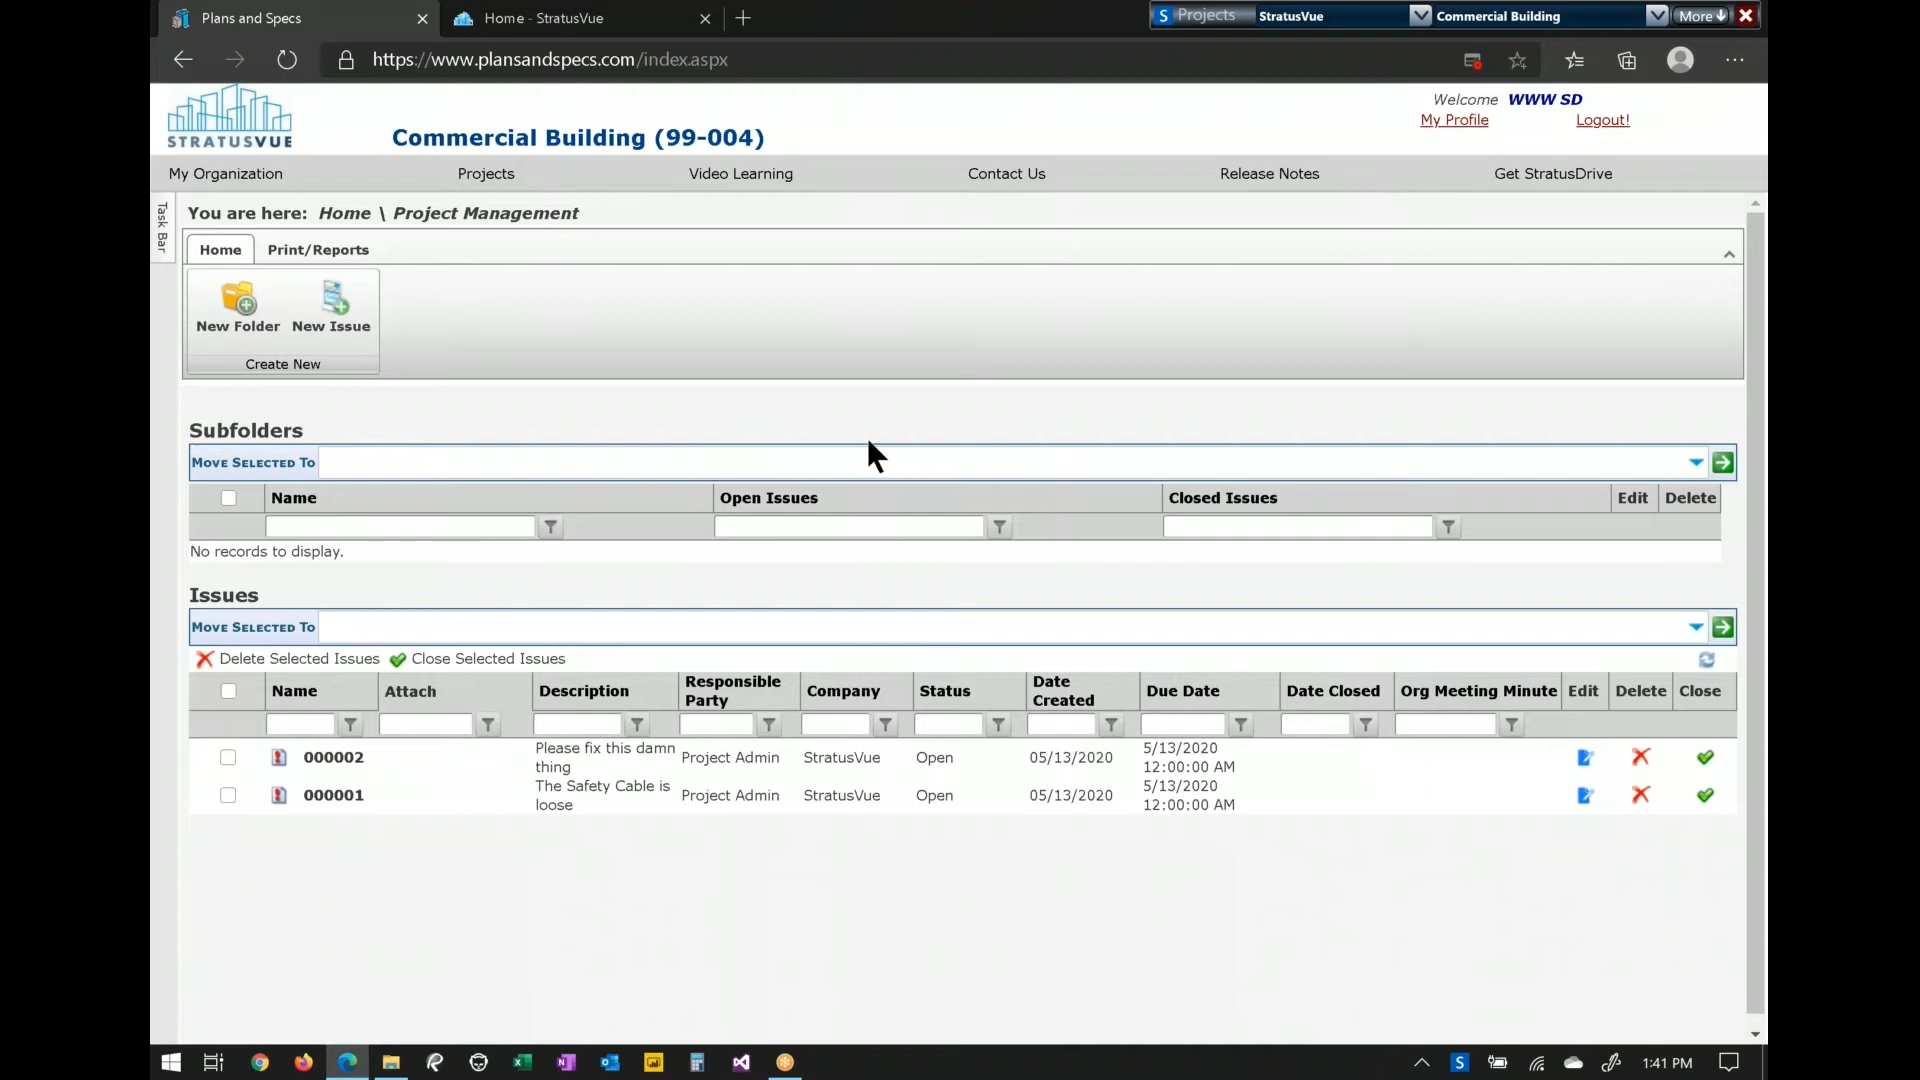 Plans and Specs
Home - StratusVue
S Projects StratusVue Commercial Building More
https://www.plansandspecs.com/index.aspx
STRATUSVUE
Commercial Building (99-004)
Welcome WWW SD
My Profile Logout!
My Organization Projects Video Learning Contact Us Release Notes Get StratusDrive
Task Bar
You are here: Home \ Project Management
Home Print/Reports
New Folder New Issue
Create New
Subfolders
Move Selected To
Name Open Issues Closed Issues Edit Delete
No records to display.
Issues
Move Selected To
Delete Selected Issues Close Selected Issues
Name Attach Description Responsible Party Company Status Date Created Due Date Date Closed Org Meeting Minute Edit Delete Close
000002 Please fix this damn thing Project Admin StratusVue Open 05/13/2020 5/13/2020 12:00:00 AM
000001 The Safety Cable is loose Project Admin StratusVue Open 05/13/2020 5/13/2020 12:00:00 AM
1:41 PM